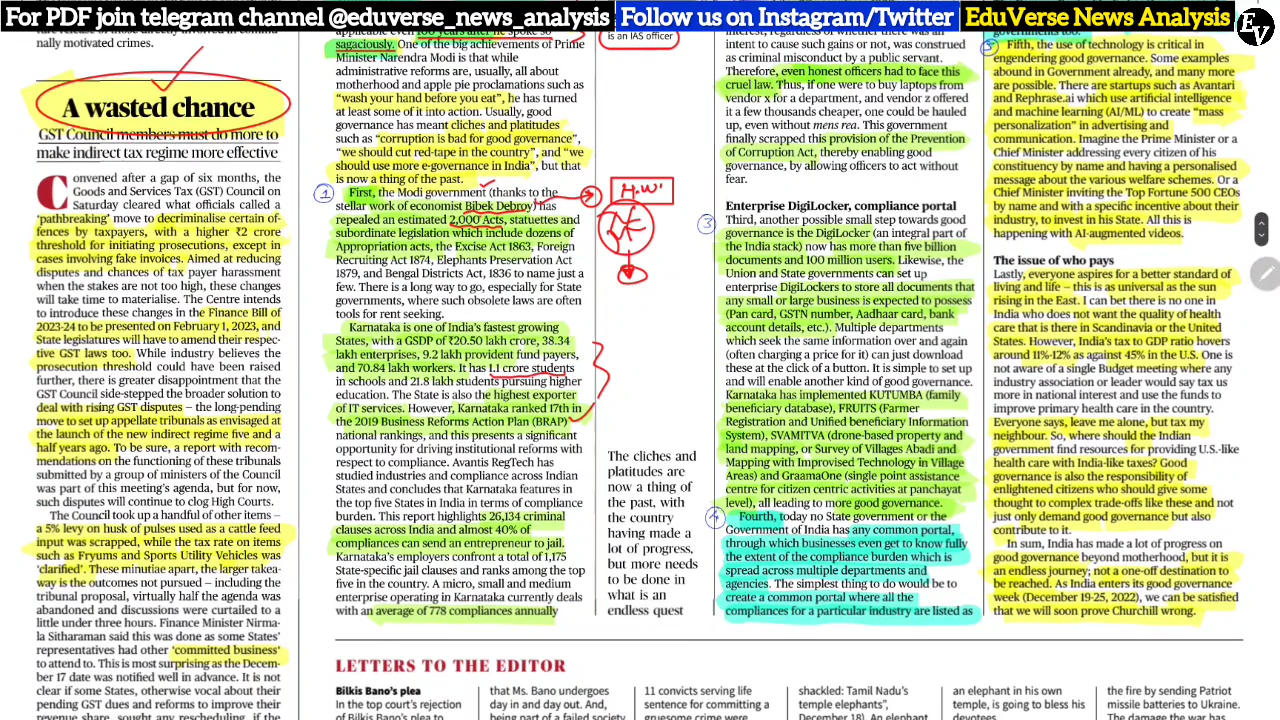 For PDF join telegram channel @eduverse_news_analysis
Follow us on Instagram/Twitter
EduVerse News Analysis
EV
nally motivated crimes.
A wasted chance
GST Council members must do more to
make indirect tax regime more effective
Convened after a gap of six months, the
Goods and Services Tax (GST) Council on
Saturday cleared what officials called a
‘pathbreaking’ move to decriminalise certain of-
fences by taxpayers, with a higher ₹2 crore
threshold for initiating prosecutions, except in
cases involving fake invoices. Aimed at reducing
disputes and chances of tax payer harassment
when the stakes are not too high, these changes
will take time to materialise. The Centre intends
to introduce these changes in the Finance Bill of
2023-24 to be presented on February 1, 2023, and
State legislatures will have to amend their respec-
tive GST laws too. While industry believes the
prosecution threshold could have been raised
further, there is greater disappointment that the
GST Council side-stepped the broader solution to
deal with rising GST disputes – the long-pending
move to set up appellate tribunals as envisaged at
the launch of the new indirect regime five and a
half years ago. To be sure, a report with recom-
mendations on the functioning of these tribunals
submitted by a group of ministers of the Council
was part of this meeting’s agenda, but for now,
such disputes will continue to clog High Courts.
The Council took up a handful of other items –
a 5% levy on husk of pulses used as a cattle feed
input was scrapped, while the tax rate on items
such as Fryums and Sports Utility Vehicles was
‘clarified’. These minutiae apart, the larger takea-
way is the outcomes not pursued – including the
tribunal proposal, virtually half the agenda was
abandoned and discussions were curtailed to a
little under three hours. Finance Minister Nirma-
la Sitharaman said this was done as some States’
representatives had other ‘committed business’
to attend to. This is most surprising as the Decem-
ber 17 date was notified well in advance. It is not
clear if some States, otherwise vocal about their
pending GST dues and reforms to improve their
revenue share, sought any rescheduling, if the
applicable even 100 years after he spoke so
sagaciously. One of the big achievements of Prime
Minister Narendra Modi is that while
administrative reforms are, usually, all about
motherhood and apple pie proclamations such as
“wash your hand before you eat”, he has turned
at least some of it into action. Usually, good
governance has meant cliches and platitudes
such as “corruption is bad for good governance”,
“we should cut red-tape in the country”, and “we
should use more e-governance in India”, but that
is now a thing of the past.
1
First, the Modi government (thanks to the
stellar work of economist Bibek Debroy) has
repealed an estimated 2,000 Acts, statuettes and
subordinate legislation which include dozens of
Appropriation acts, the Excise Act 1863, Foreign
Recruiting Act 1874, Elephants Preservation Act
1879, and Bengal Districts Act, 1836 to name just a
few. There is a long way to go, especially for State
governments, where such obsolete laws are often
tools for rent seeking.
Karnataka is one of India’s fastest growing
States, with a GSDP of ₹20.50 lakh crore, 38.34
lakh enterprises, 9.2 lakh provident fund payers,
and 70.84 lakh workers. It has 1.1 crore students
in schools and 21.8 lakh students pursuing higher
education. The State is also the highest exporter
of IT services. However, Karnataka ranked 17th in
the 2019 Business Reforms Action Plan (BRAP)
national rankings, and this presents a significant
opportunity for driving institutional reforms with
respect to compliance. Avantis RegTech has
studied industries and compliance across Indian
States and concludes that Karnataka features in
the top five States in India in terms of compliance
burden. This report highlights 26,134 criminal
clauses across India and almost 40% of
compliances can send an entrepreneur to jail.
Karnataka’s employers confront a total of 1,175
State-specific jail clauses and ranks among the top
five in the country. A micro, small and medium
enterprise operating in Karnataka currently deals
with an average of 778 compliances annually
is an IAS officer
H.W
The cliches and
platitudes are
now a thing of
the past, with
the country
having made a
lot of progress,
but more needs
to be done in
what is an
endless quest
intent to cause such gains or not, was construed
as criminal misconduct by a public servant.
Therefore, even honest officers had to face this
cruel law. Thus, if one were to buy laptops from
vendor x for a department, and vendor z offered
it a few thousands cheaper, one could be hauled
up, even without mens rea. This government
finally scrapped this provision of the Prevention
of Corruption Act, thereby enabling good
governance, by allowing officers to act without
fear.
Enterprise DigiLocker, compliance portal
3
Third, another possible small step towards good
governance is the DigiLocker (an integral part of
the India stack) now has more than five billion
documents and 100 million users. Likewise, the
Union and State governments can set up
enterprise DigiLockers to store all documents that
any small or large business is expected to possess
(Pan card, GSTN number, Aadhaar card, bank
account details, etc.). Multiple departments
which seek the same information over and again
(often charging a price for it) can just download
these at the click of a button. It is simple to set up
and will enable another kind of good governance.
Karnataka has implemented KUTUMBA (family
beneficiary database), FRUITS (Farmer
Registration and Unified beneficiary Information
System), SVAMITVA (drone-based property and
land mapping, or Survey of Villages Abadi and
Mapping with Improvised Technology in Village
Areas) and GraamaOne (single point assistance
centre for citizen centric activities at panchayat
level), all leading to more good governance.
4
Fourth, today no State government or the
Government of India has any common portal,
through which businesses even get to know fully
the extent of the compliance burden which is
spread across multiple departments and
agencies. The simplest thing to do would be to
create a common portal where all the
compliances for a particular industry are listed as
5
Fifth, the use of technology is critical in
engendering good governance. Some examples
abound in Government already, and many more
are possible. There are startups such as Avantari
and Rephrase.ai which use artificial intelligence
and machine learning (AI/ML) to create “mass
personalization” in advertising and
communication. Imagine the Prime Minister or a
Chief Minister addressing every citizen of his
constituency by name and having a personalised
message about the various welfare schemes. Or a
Chief Minister inviting the Top Fortune 500 CEOs
by name and with a specific incentive about their
industry, to invest in his State. All this is
happening with AI-augmented videos.
The issue of who pays
Lastly, everyone aspires for a better standard of
living and life – this is as universal as the sun
rising in the East. I can bet there is no one in
India who does not want the quality of health
care that is there in Scandinavia or the United
States. However, India’s tax to GDP ratio hovers
around 11%-12% as against 45% in the U.S. One is
not aware of a single Budget meeting where any
industry association or leader would say tax us
more in national interest and use the funds to
improve primary health care in the country.
Everyone says, leave me alone, but tax my
neighbour. So, where should the Indian
government find resources for providing U.S.-like
health care with India-like taxes? Good
governance is also the responsibility of
enlightened citizens who should give some
thought to complex trade-offs like these and not
just only demand good governance but also
contribute to it.
In sum, India has made a lot of progress on
good governance beyond motherhood, but it is
an endless journey; not a one-off destination to
be reached. As India enters its good governance
week (December 19-25, 2022), we can be satisfied
that we will soon prove Churchill wrong.
LETTERS TO THE EDITOR
Bilkis Bano’s plea
In the top court’s rejection
of Bilkis Bano’s plea to
that Ms. Bano undergoes
day in and day out. And,
being part of a failed society
11 convicts serving life
sentence for committing a
gruesome crime were
shackled: Tamil Nadu’s
temple elephants”,
December 18). An elephant
an elephant in his own
temple, is going to bless his
devotees.
the fire by sending Patriot
missile batteries to Ukraine.
The damage the war has